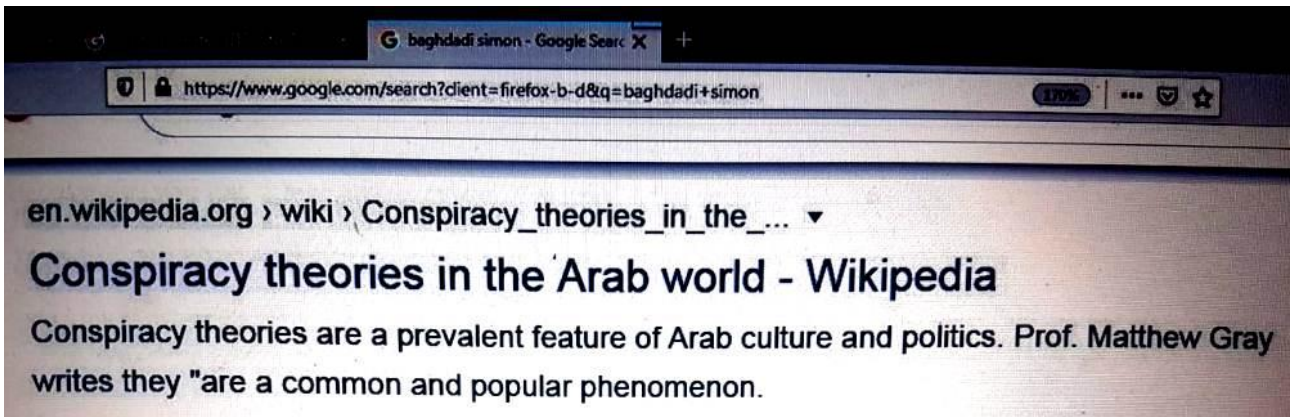 baghdadi simon - Google Searc
https://www.google.com/search?client=firefox-b-d&q=baghdadi+simon
170%
en.wikipedia.org › wiki › Conspiracy_theories_in_the_...
Conspiracy theories in the Arab world - Wikipedia
Conspiracy theories are a prevalent feature of Arab culture and politics. Prof. Matthew Gray
writes they "are a common and popular phenomenon.